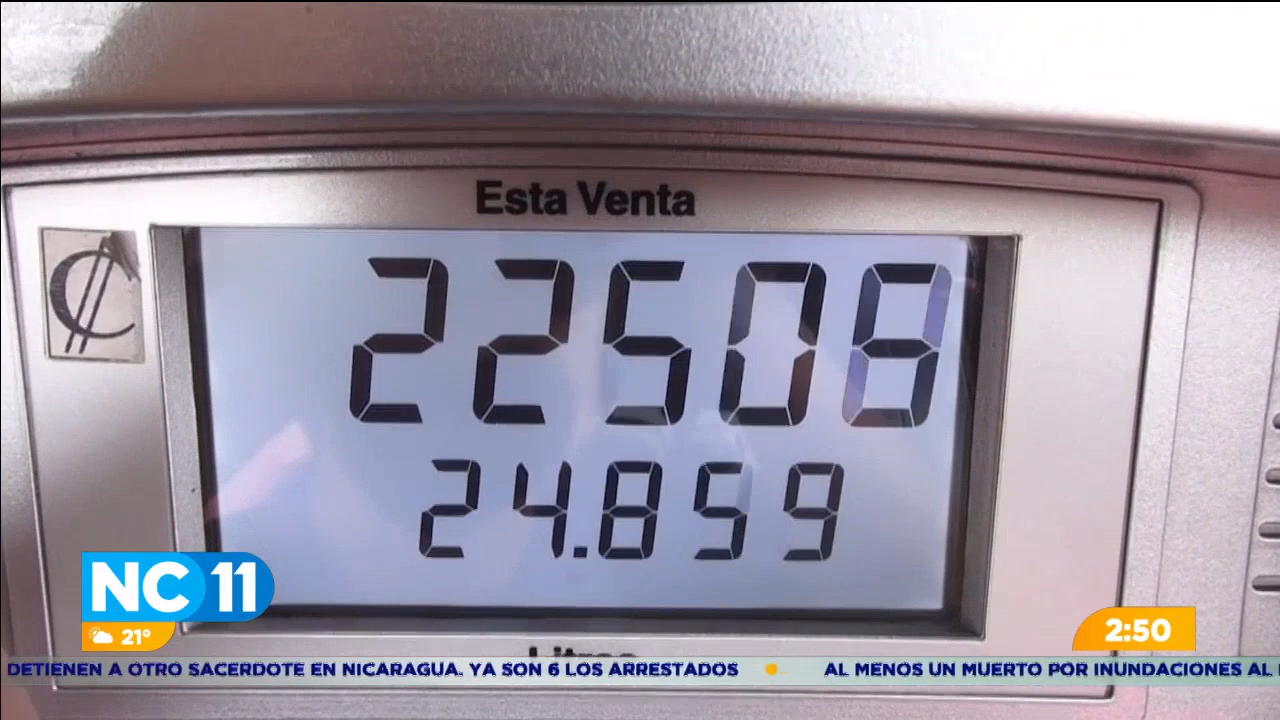 Esta Venta
₡
22508
24.859
NC 11
21°
2:50
DETIENEN A OTRO SACERDOTE EN NICARAGUA. YA SON 6 LOS ARRESTADOS
AL MENOS UN MUERTO POR INUNDACIONES AL